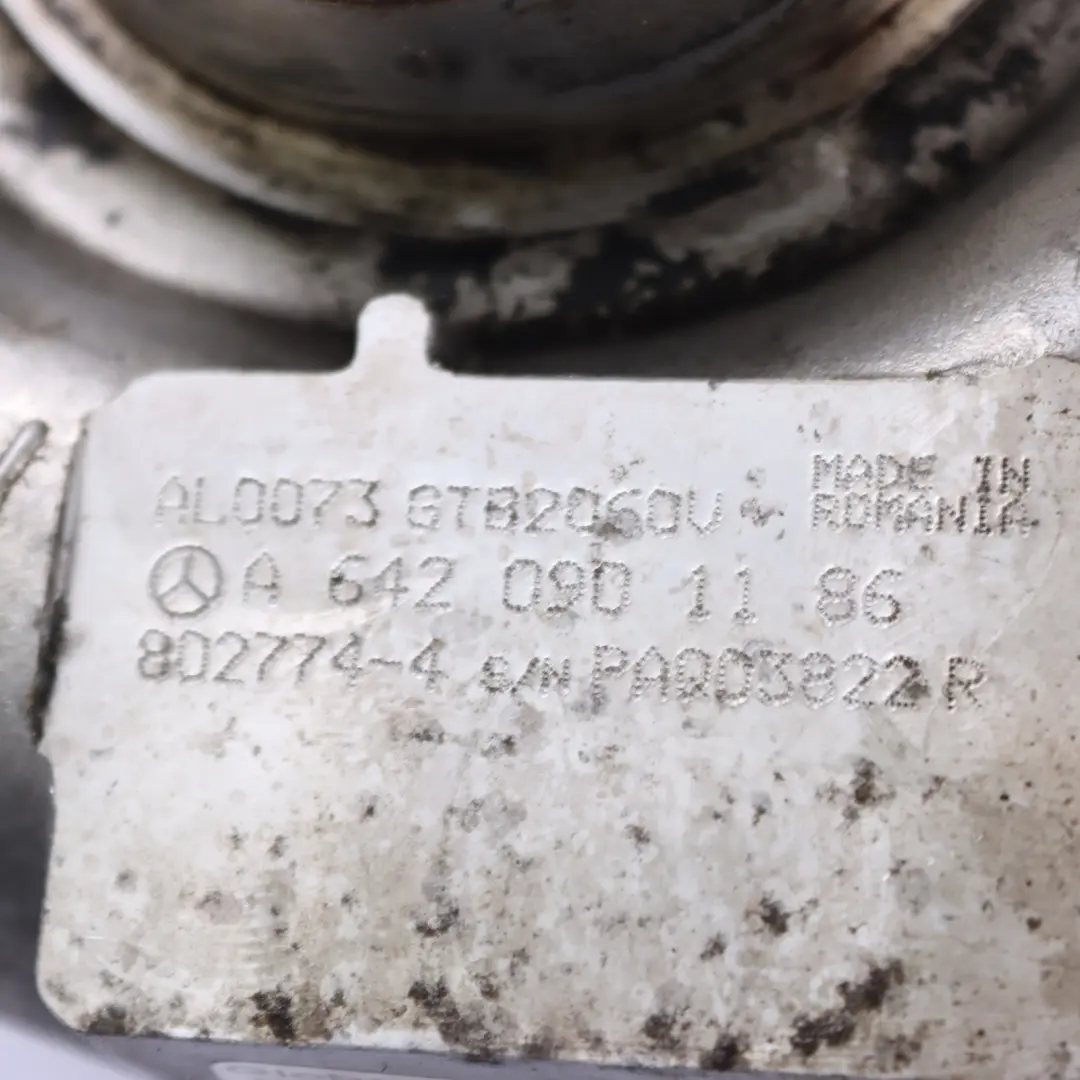 AL0073 GTB2060V MADE IN
ROMANIA
A 642 090 11 86
802774-4 S/N PAQ03822 R